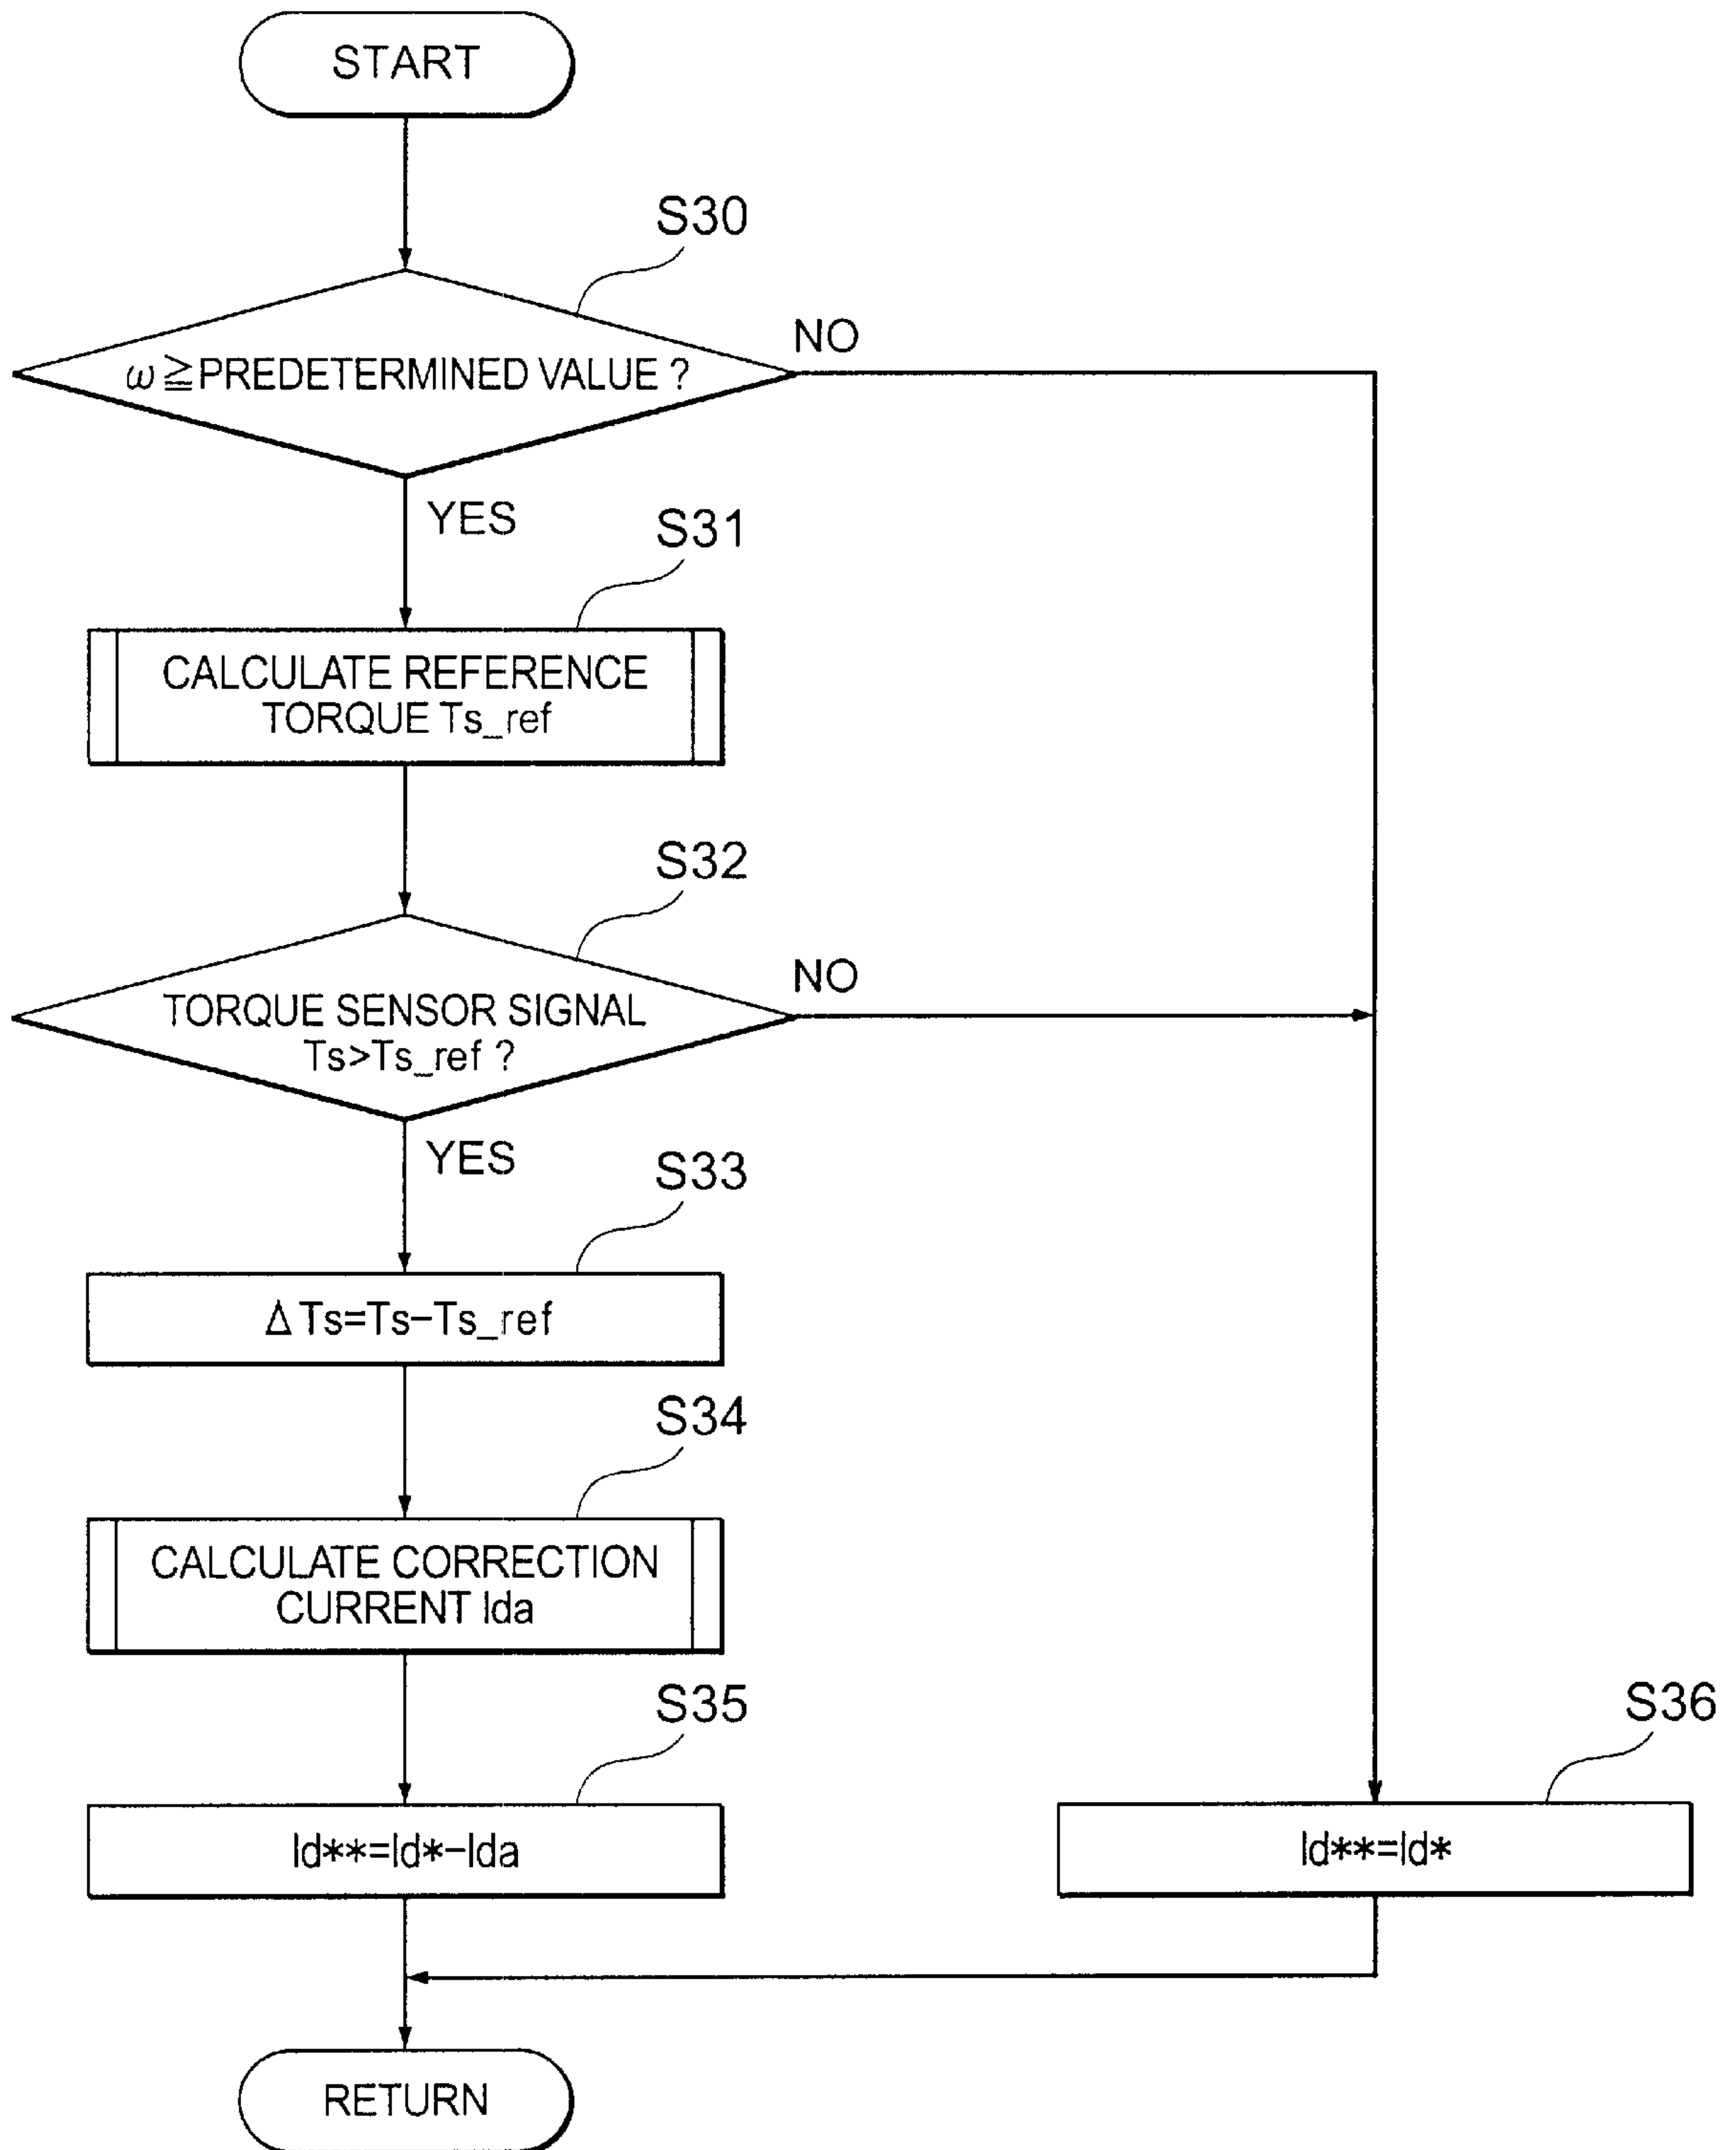 START
S30
ω≧PREDETERMINED VALUE ?
NO
YES
S31
CALCULATE REFERENCE
TORQUE Ts_ref
S32
TORQUE SENSOR SIGNAL
Ts>Ts_ref ?
NO
YES
S33
ΔTs=Ts-Ts_ref
S34
CALCULATE CORRECTION
CURRENT Ida
S35
Id**=Id*-Ida
S36
Id**=Id*
RETURN